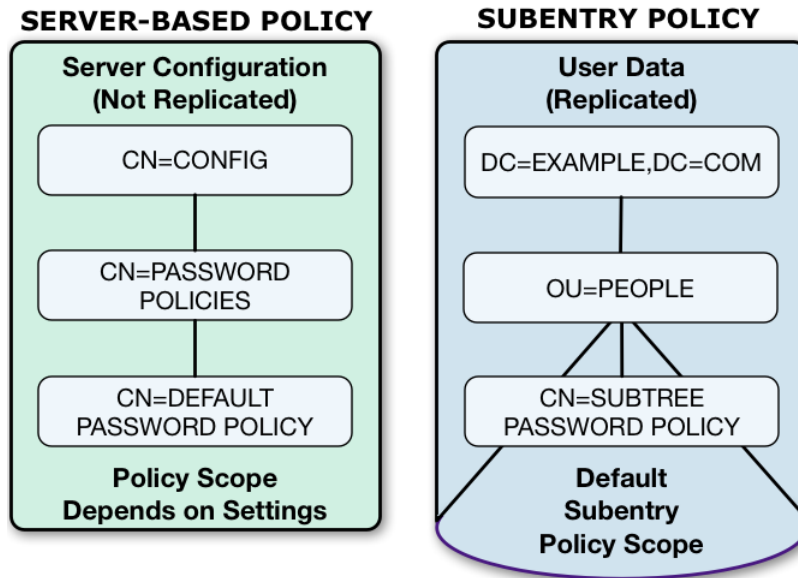 SERVER-BASED POLICY
Server Configuration
(Not Replicated)
CN=CONFIG
CN=PASSWORD
POLICIES
CN=DEFAULT
PASSWORD POLICY
Policy Scope
Depends on Settings
SUBENTRY POLICY
User Data
(Replicated)
DC=EXAMPLE,DC=COM
OU=PEOPLE
CN=SUBTREE
PASSWORD POLICY
Default
Subentry
Policy Scope